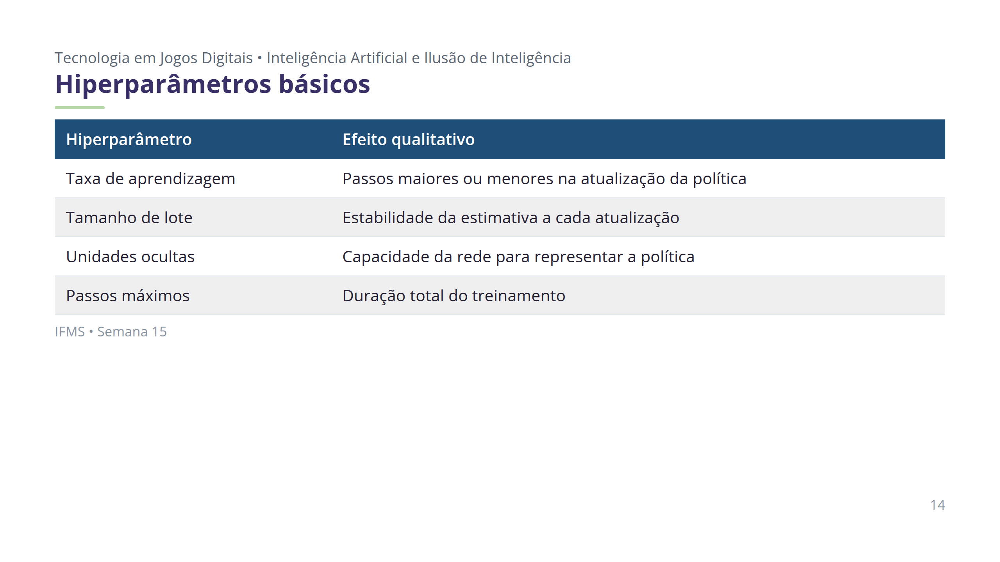 Tecnologia em Jogos Digitais • Inteligência Artificial e Ilusão de Inteligência
Hiperparâmetros básicos
Hiperparâmetro Efeito qualitativo
Taxa de aprendizagem Passos maiores ou menores na atualização da política
Tamanho de lote Estabilidade da estimativa a cada atualização
Unidades ocultas Capacidade da rede para representar a política
Passos máximos Duração total do treinamento
IFMS • Semana 15
14